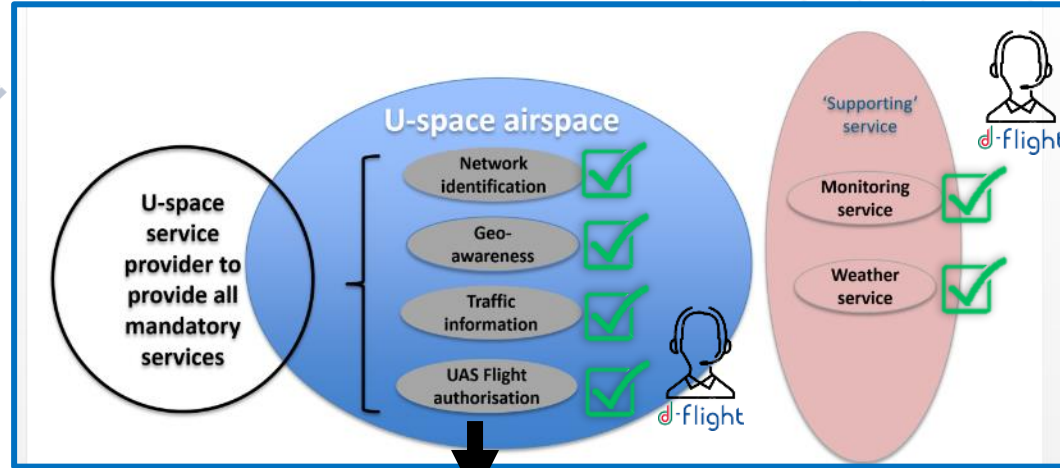 U-space
service
provider to
provide all
mandatory
services
U-space airspace
Network
identification
Geo-
awareness
Traffic
information
UAS Flight
authorisation
d-flight
'Supporting'
service
Monitoring
service
Weather
service
d-flight